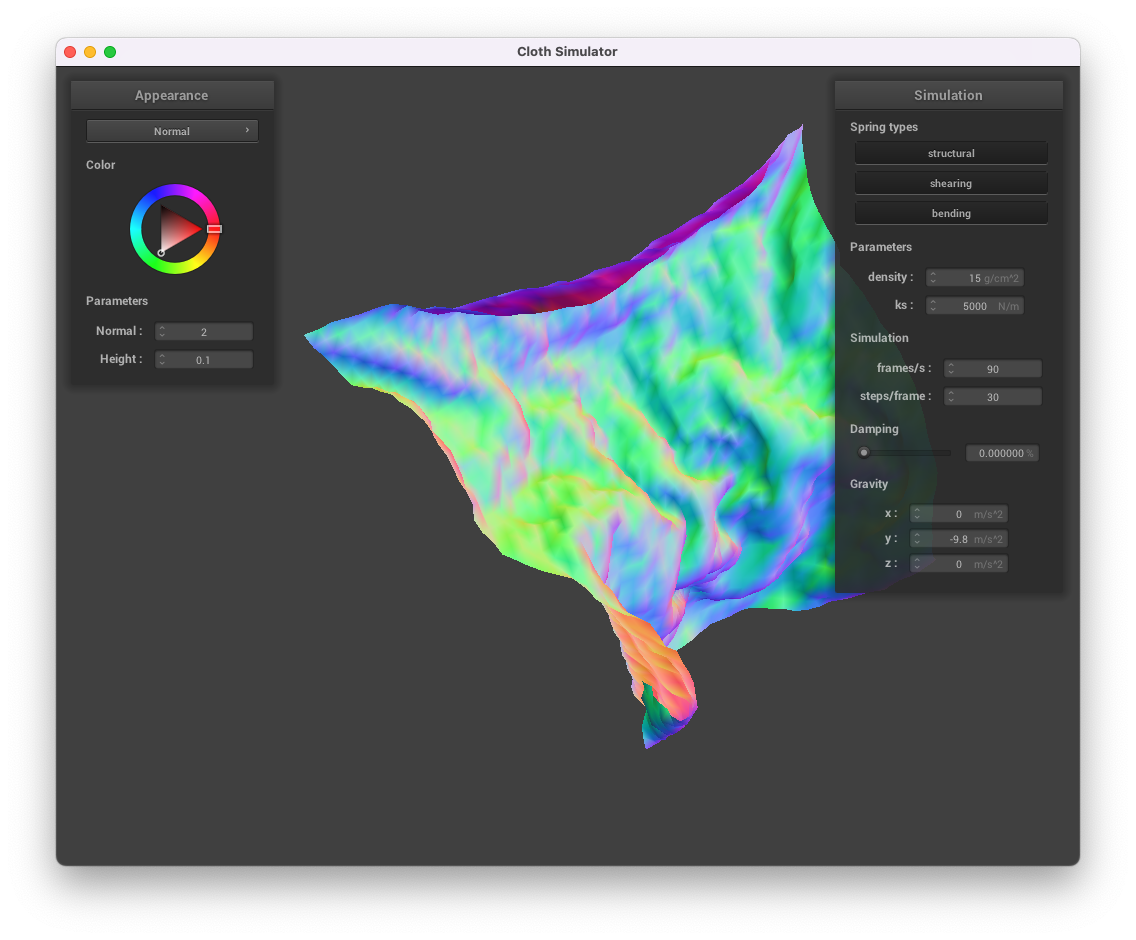 Cloth Simulator
Appearance
Normal
Color
Parameters
Normal : 2
Height : 0.1
Simulation
Spring types
structural
shearing
bending
Parameters
density : 15 g/cm^2
ks : 5000 N/m
Simulation
frames/s : 90
steps/frame : 30
Damping
0.000000 %
Gravity
x : 0 m/s^2
y : -9.8 m/s^2
z : 0 m/s^2